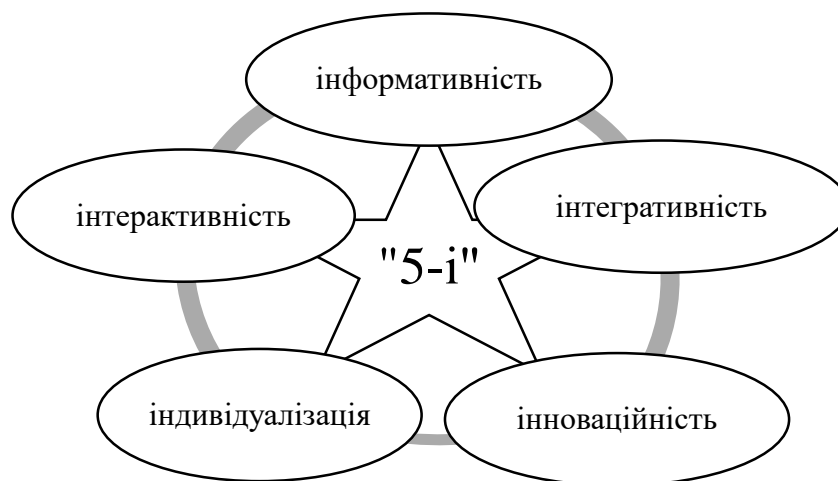 інформативність
інтерактивність
інтегративність
"5-і"
індивідуалізація
інноваційність